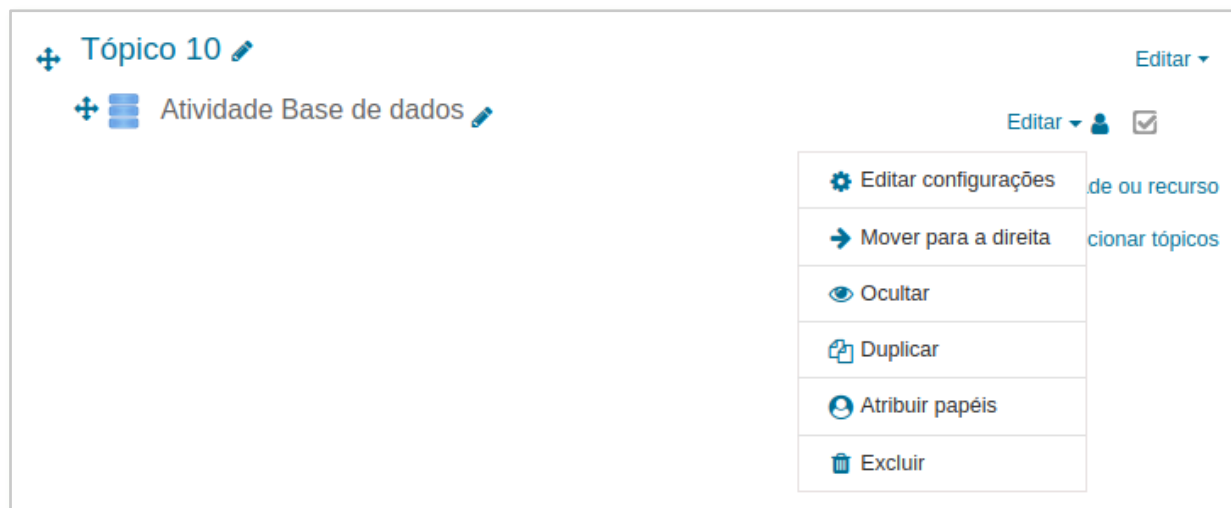 Tópico 10
Editar
Atividade Base de dados
Editar
Editar configurações
de ou recurso
Mover para a direita
cionar tópicos
Ocultar
Duplicar
Atribuir papéis
Excluir